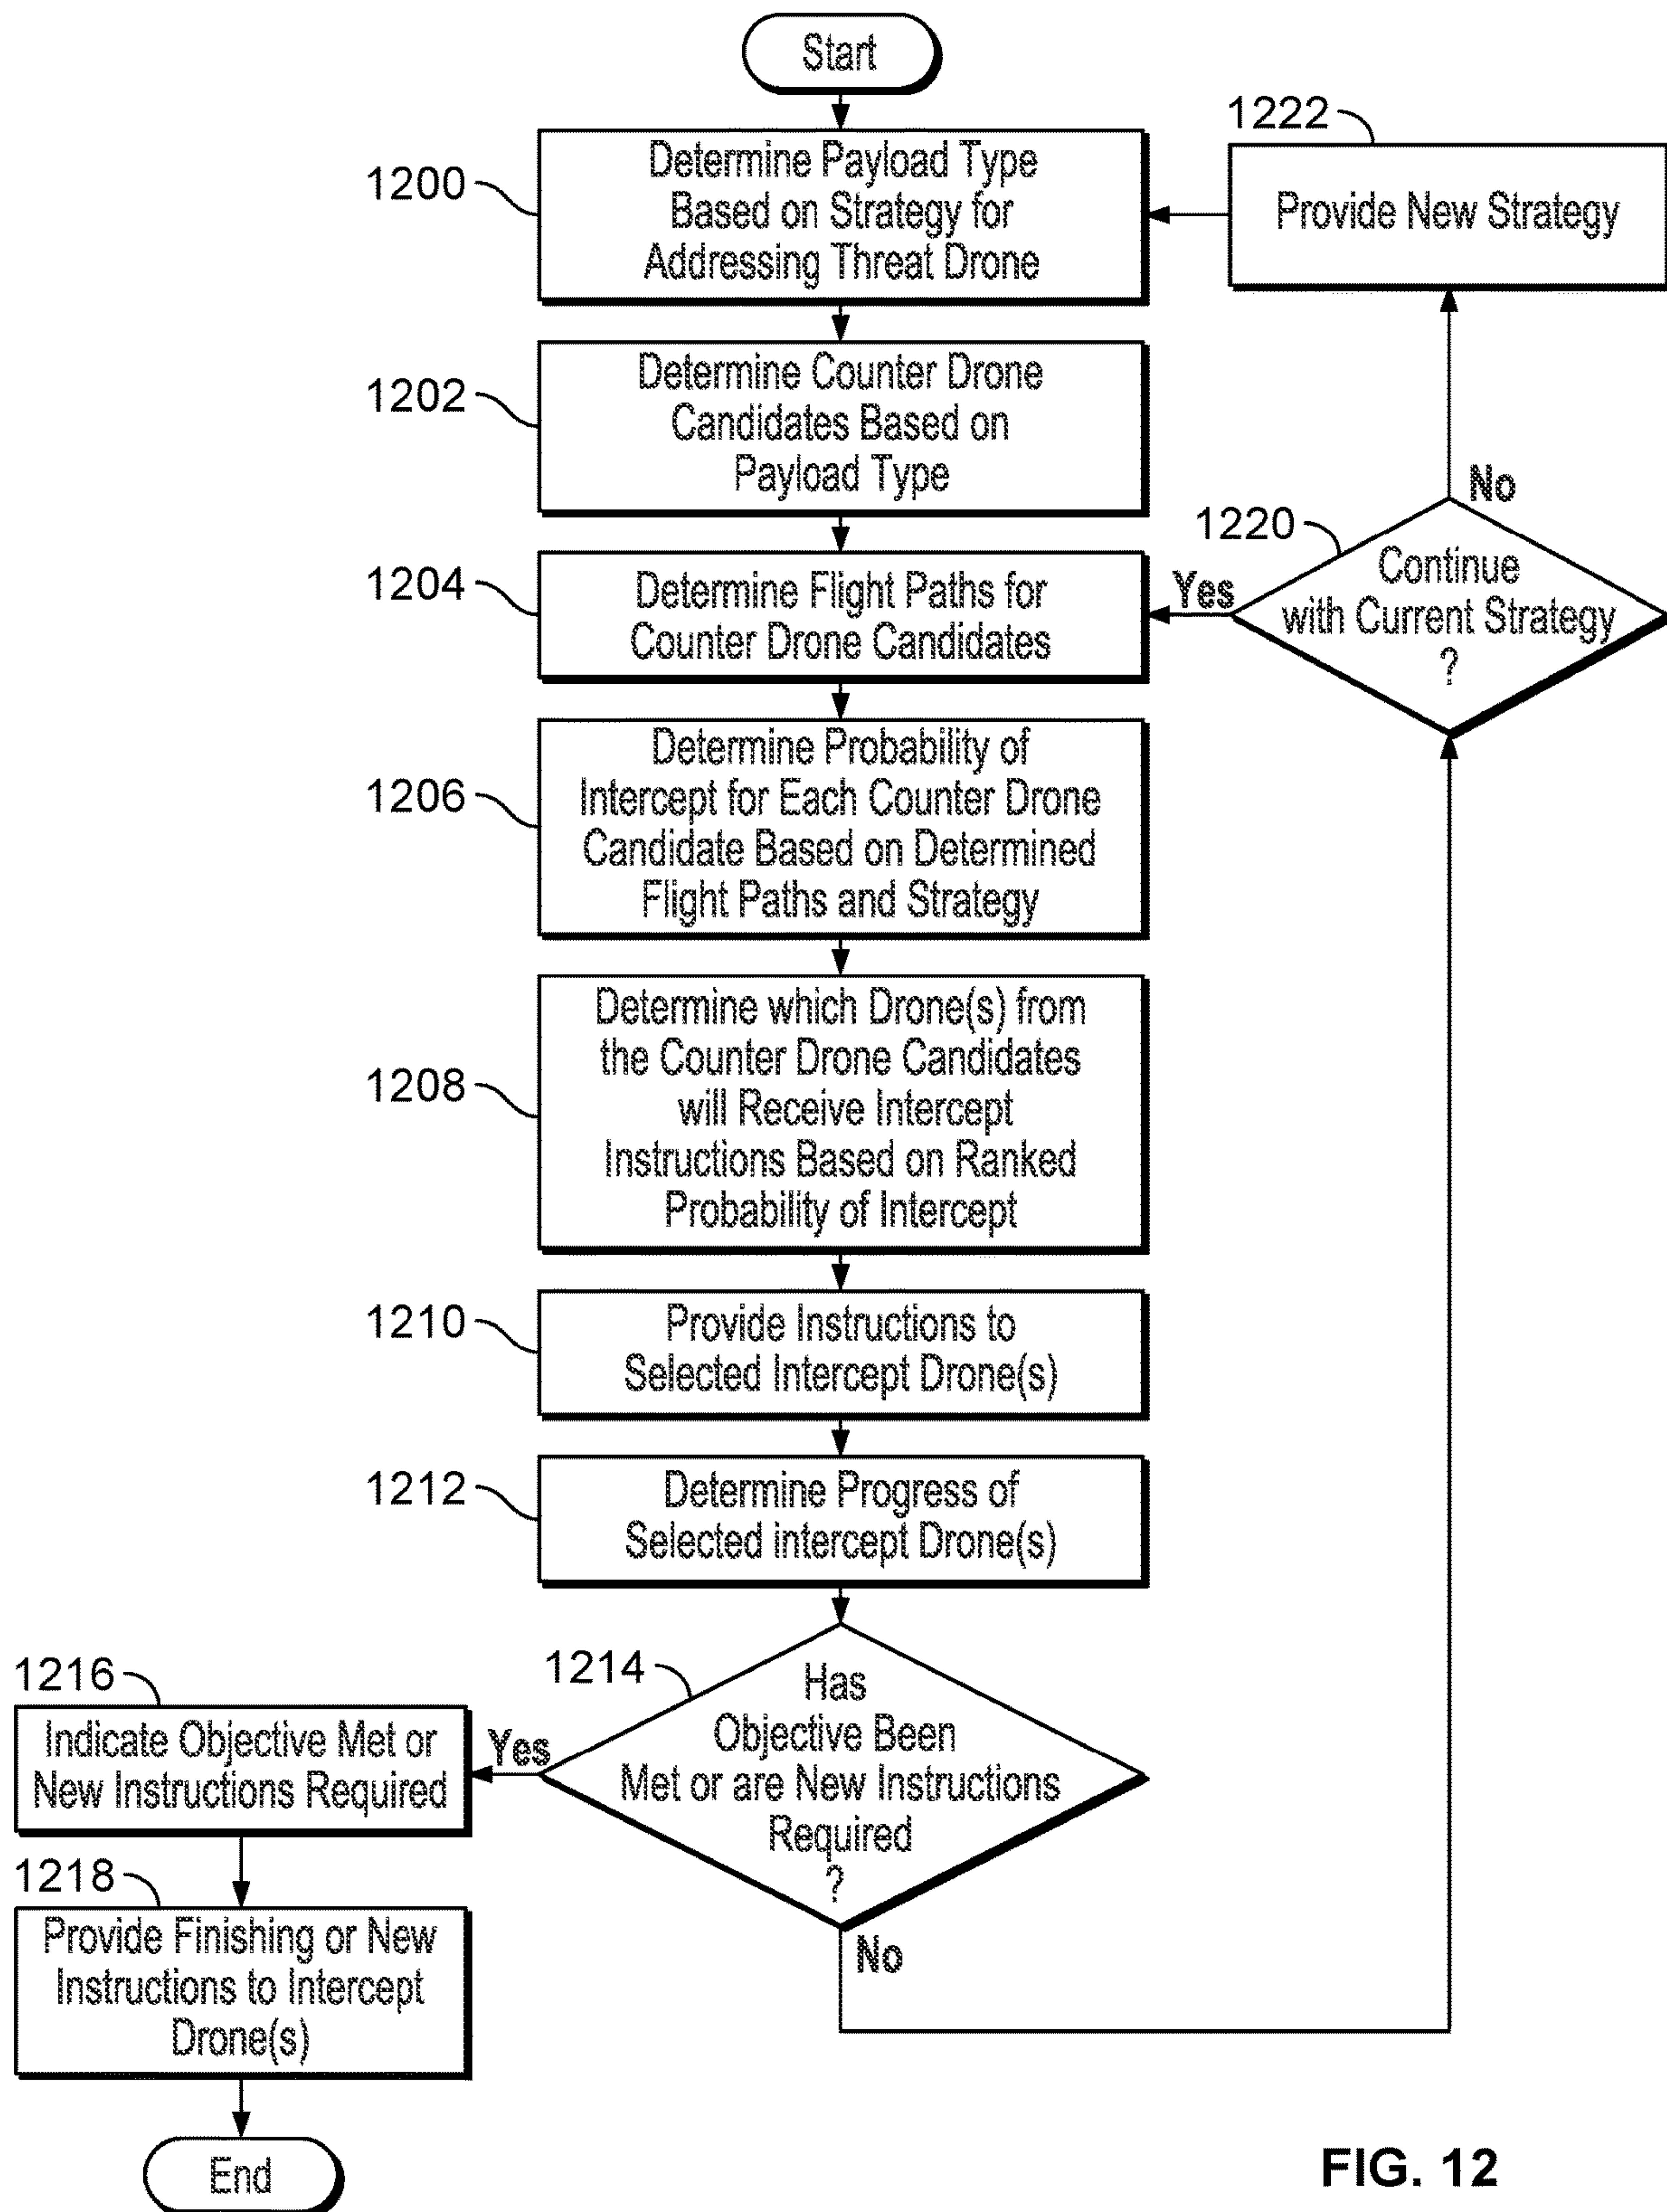 Start
1200
Determine Payload Type
Based on Strategy for
Addressing Threat Drone
1222
Provide New Strategy
1202
Determine Counter Drone
Candidates Based on
Payload Type
No
1220
Continue
with Current Strategy
?
Yes
1204
Determine Flight Paths for
Counter Drone Candidates
1206
Determine Probability of
Intercept for Each Counter Drone
Candidate Based on Determined
Flight Paths and Strategy
1208
Determine which Drone(s) from
the Counter Drone Candidates
will Receive Intercept
Instructions Based on Ranked
Probability of Intercept
1210
Provide Instructions to
Selected Intercept Drone(s)
1212
Determine Progress of
Selected intercept Drone(s)
1214
Has
Objective Been
Met or are New Instructions
Required
?
Yes
No
1216
Indicate Objective Met or
New Instructions Required
1218
Provide Finishing or New
Instructions to Intercept
Drone(s)
End
FIG. 12